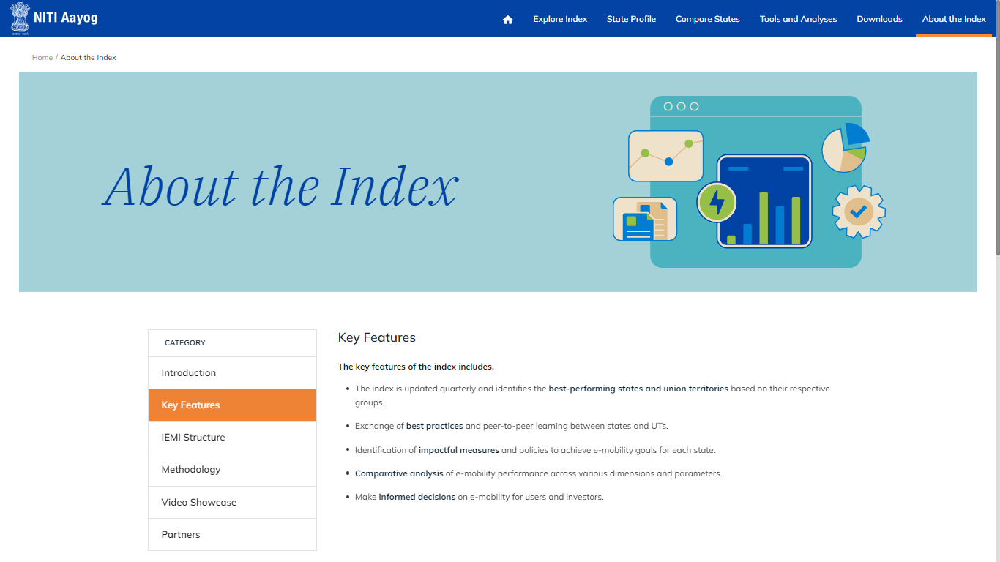 NITI Aayog
Explore Index
State Profile
Compare States
Tools and Analyses
Downloads
About the Index
Home / About the Index
About the Index
CATEGORY
Introduction
Key Features
IEMI Structure
Methodology
Video Showcase
Partners
Key Features
The key features of the index includes,
• The index is updated quarterly and identifies the best-performing states and union territories based on their respective
groups.
• Exchange of best practices and peer-to-peer learning between states and UTs.
• Identification of impactful measures and policies to achieve e-mobility goals for each state.
• Comparative analysis of e-mobility performance across various dimensions and parameters.
• Make informed decisions on e-mobility for users and investors.